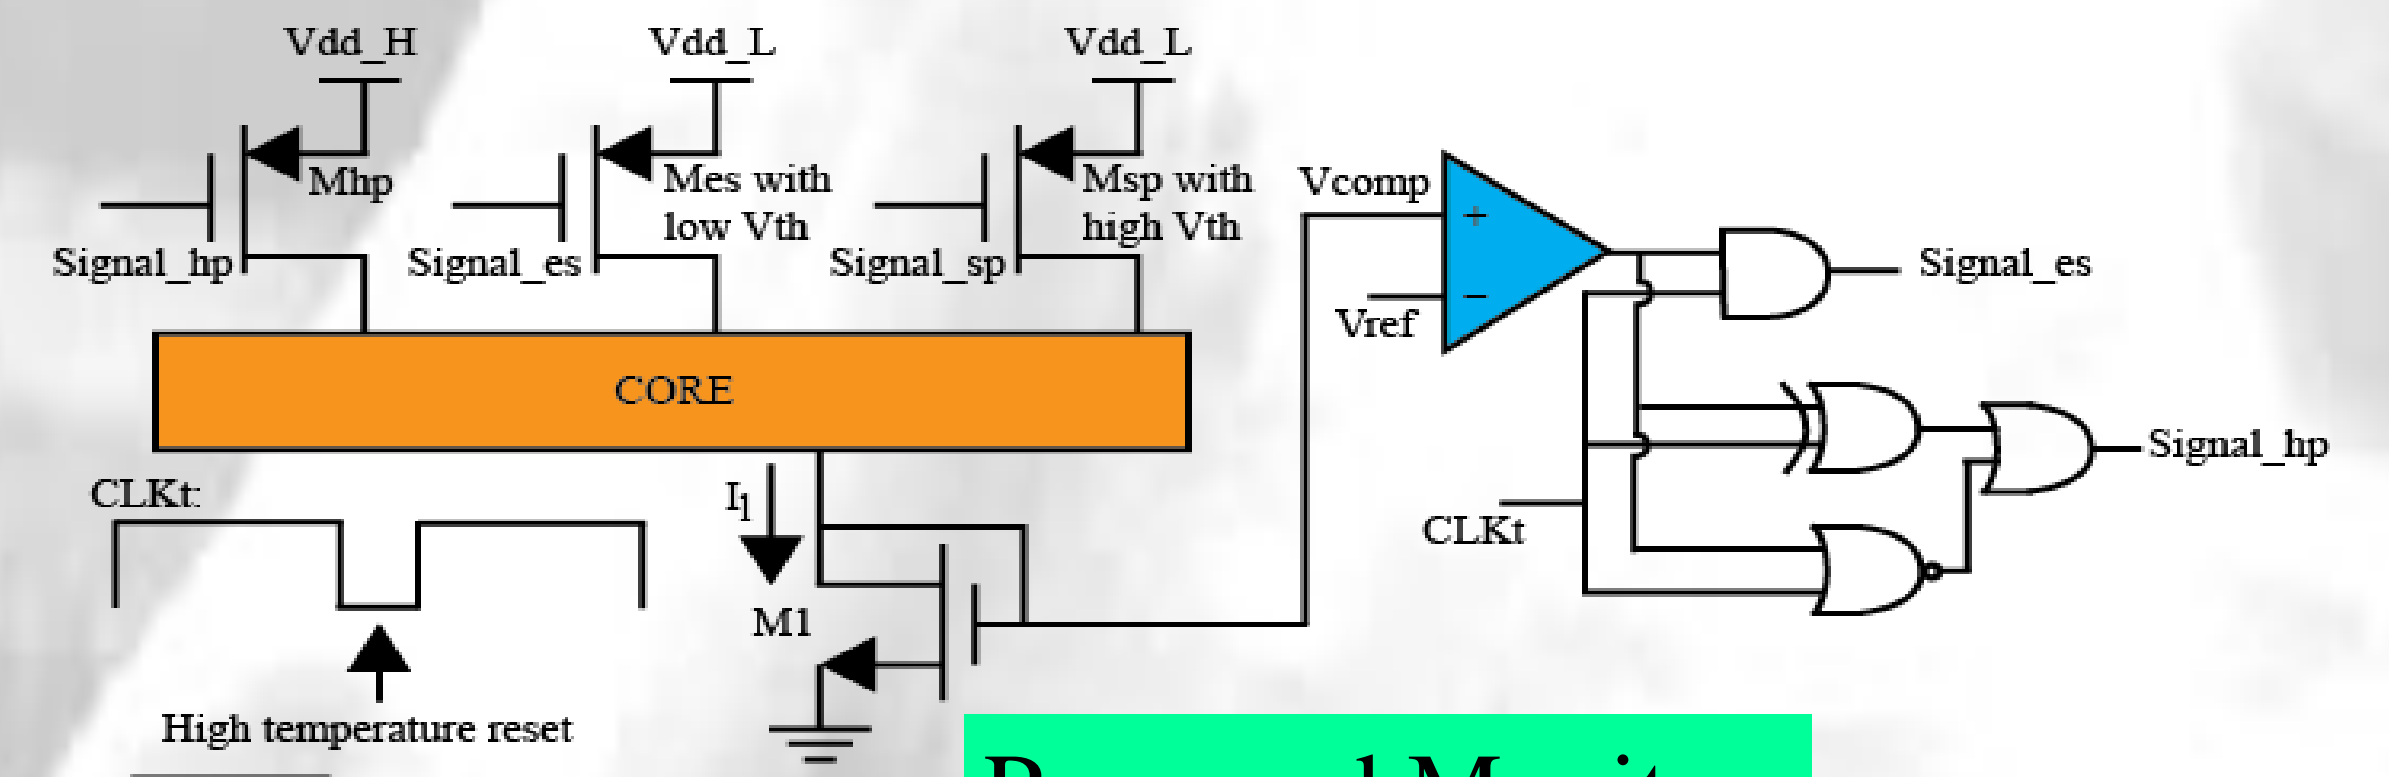 Vdd_H
Vdd_L
Vdd_L
Mhp
Mes with
low Vth
Msp with
high Vth
Signal_hp
Signal_es
Signal_sp
Vcomp
+
−
Vref
Signal_es
CORE
Signal_hp
CLKt:
Il
CLKt
M1
High temperature reset